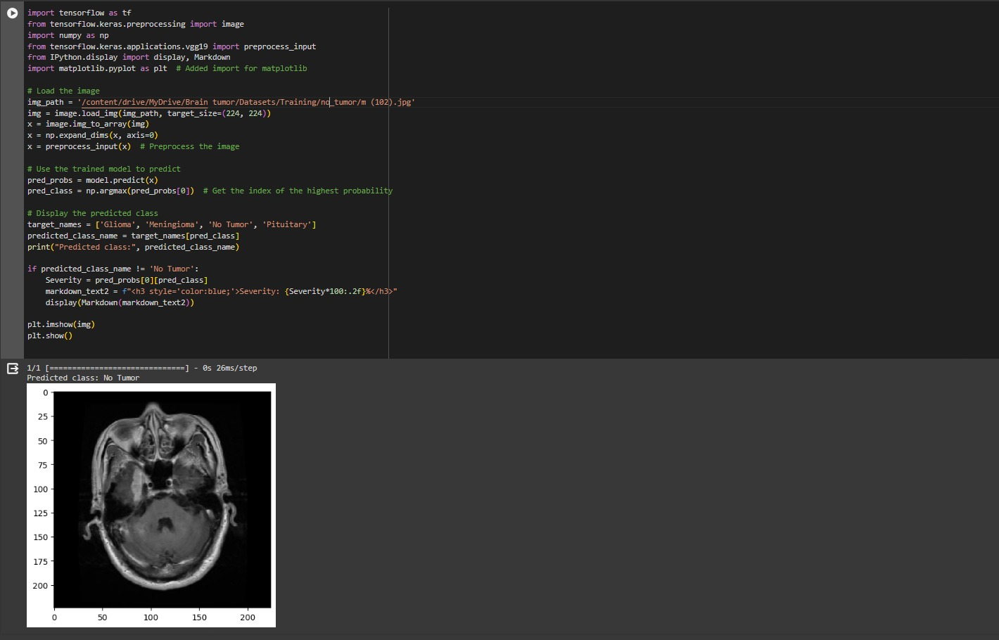 import tensorflow as tf
from tensorflow.keras.preprocessing import image
import numpy as np
from tensorflow.keras.applications.vgg19 import preprocess_input
from IPython.display import display, Markdown
import matplotlib.pyplot as plt  # Added import for matplotlib
# Load the image
img_path = '/content/drive/MyDrive/Brain tumor/Datasets/Training/no_tumor/m (102).jpg'
img = image.load_img(img_path, target_size=(224, 224))
x = image.img_to_array(img)
x = np.expand_dims(x, axis=0)
x = preprocess_input(x)  # Preprocess the image
# Use the trained model to predict
pred_probs = model.predict(x)
pred_class = np.argmax(pred_probs[0])  # Get the index of the highest probability
# Display the predicted class
target_names = ['Glioma', 'Meningioma', 'No Tumor', 'Pituitary']
predicted_class_name = target_names[pred_class]
print("Predicted class:", predicted_class_name)
if predicted_class_name != 'No Tumor':
    Severity = pred_probs[0][pred_class]
    markdown_text2 = f"<h3 style='color:blue;'>Severity: {Severity*100:.2f}%</h3>"
    display(Markdown(markdown_text2))
plt.imshow(img)
plt.show()
1/1 [==============================] - 0s 26ms/step
Predicted class: No Tumor
0
25
50
75
100
125
150
175
200
0 50 100 150 200